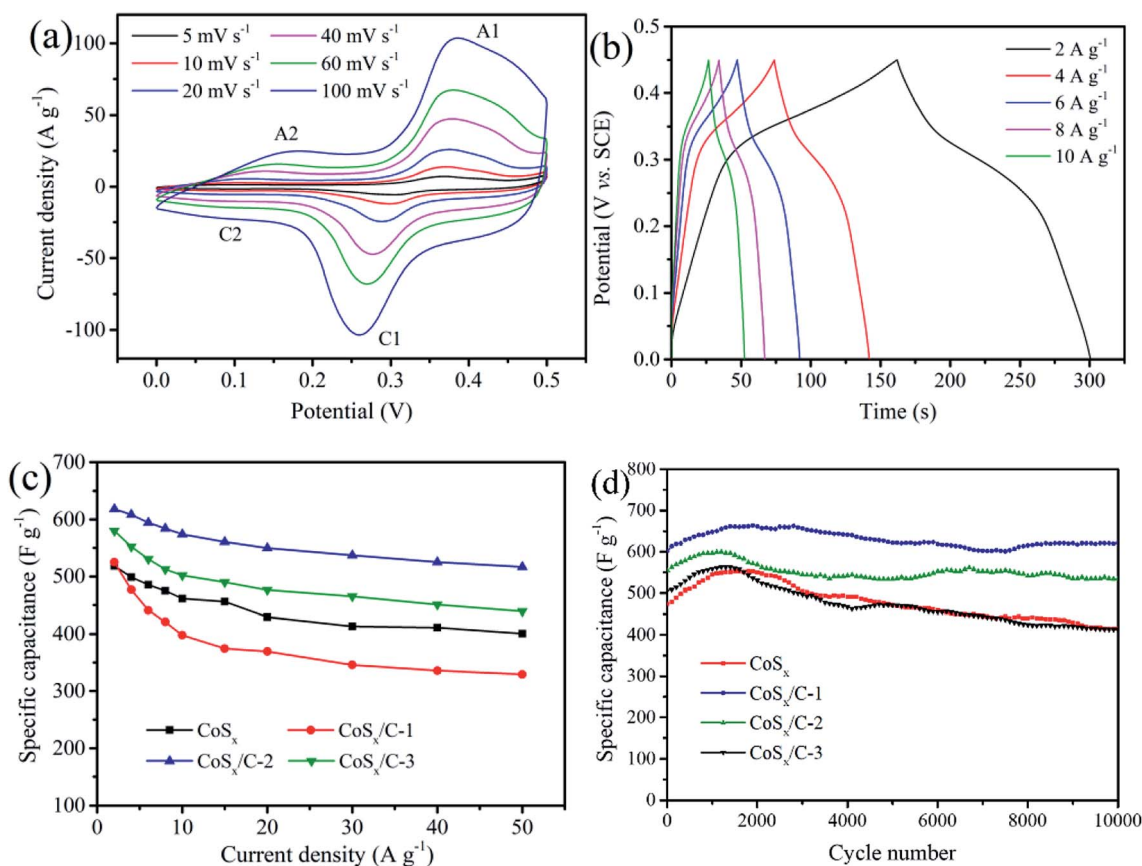 (a)
5 mV s⁻¹ 40 mV s⁻¹
10 mV s⁻¹ 60 mV s⁻¹
20 mV s⁻¹ 100 mV s⁻¹
A1
A2
C2
C1
100
50
0
-50
-100
Current density (A g⁻¹)
0.0 0.1 0.2 0.3 0.4 0.5
Potential (V)
(b)
2 A g⁻¹
4 A g⁻¹
6 A g⁻¹
8 A g⁻¹
10 A g⁻¹
0.5
0.4
0.3
0.2
0.1
0.0
Potential (V vs. SCE)
0 50 100 150 200 250 300
Time (s)
(c)
700
600
500
400
300
200
100
Specific capacitance (F g⁻¹)
CoSₓ CoSₓ/C-1
CoSₓ/C-2 CoSₓ/C-3
0 10 20 30 40 50
Current density (A g⁻¹)
(d)
800
700
600
500
400
300
200
100
0
Specific capacitance (F g⁻¹)
CoSₓ
CoSₓ/C-1
CoSₓ/C-2
CoSₓ/C-3
0 2000 4000 6000 8000 10000
Cycle number